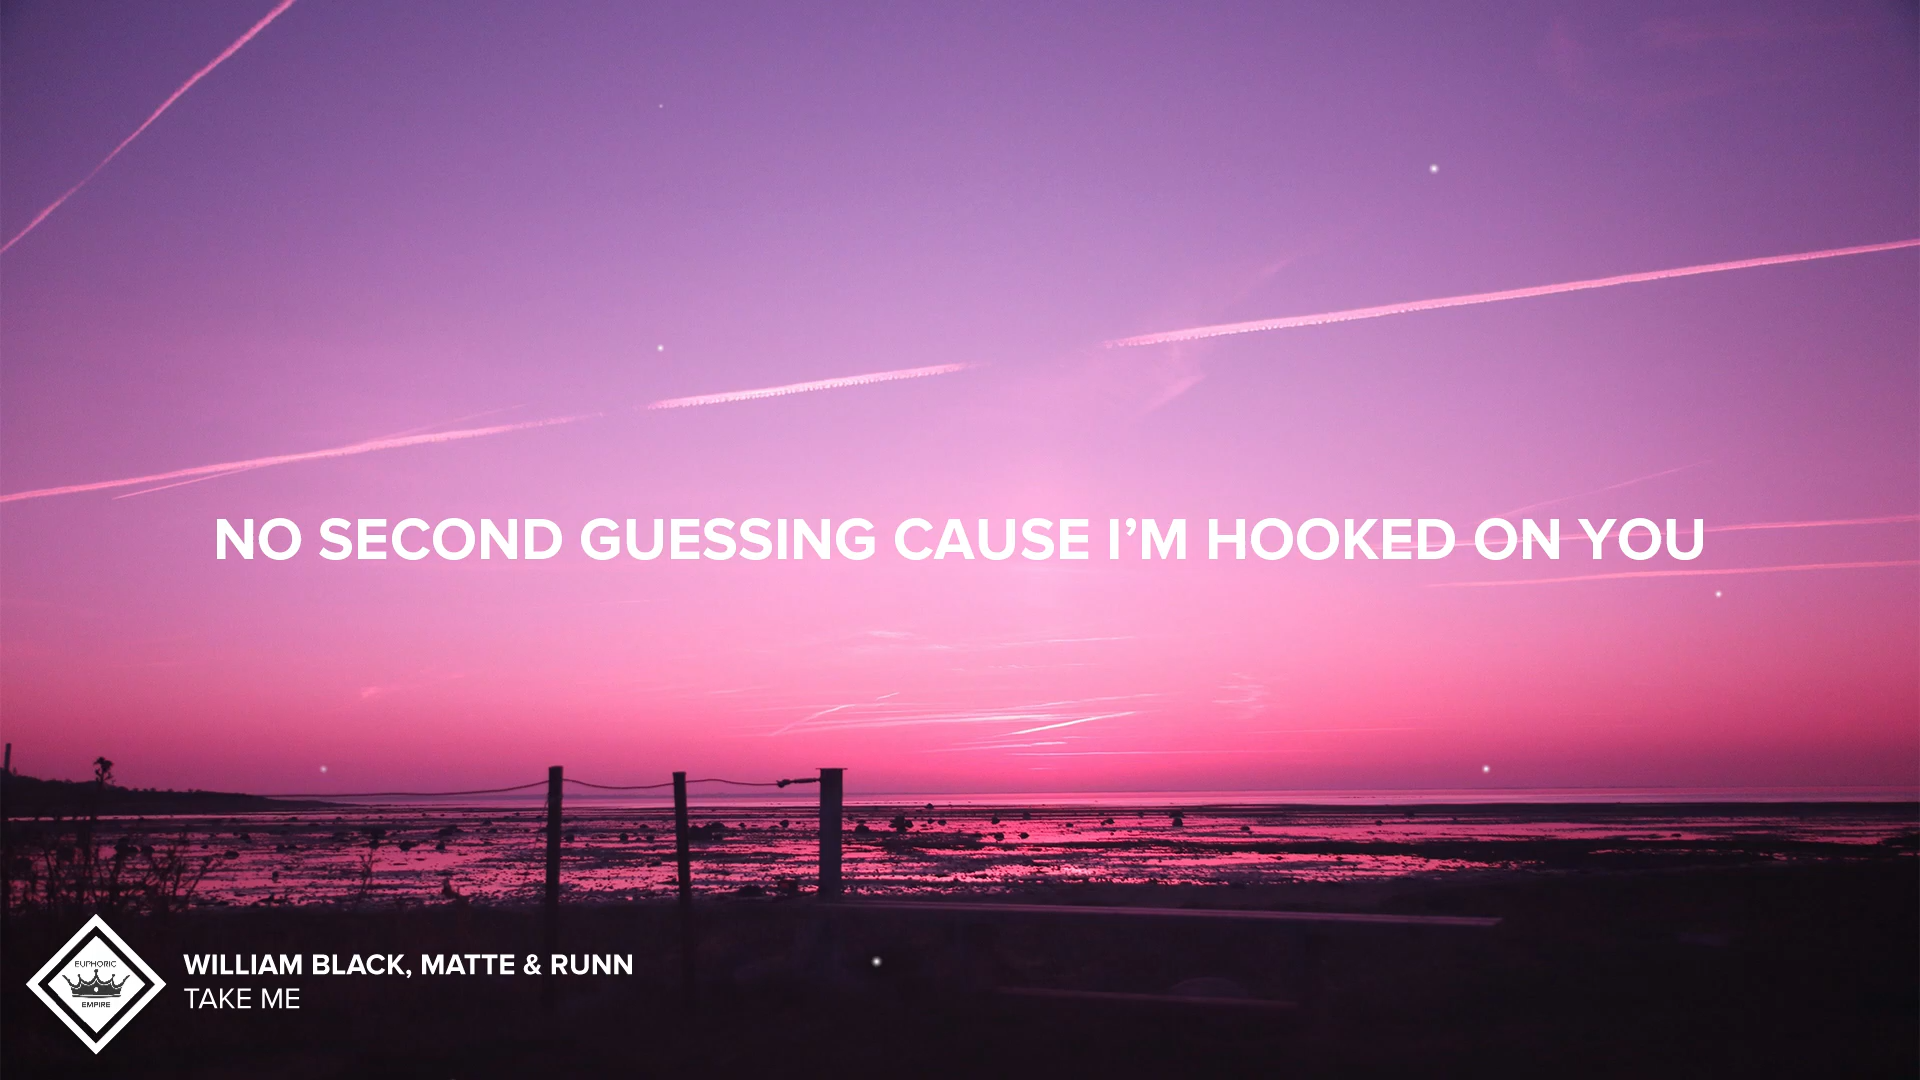 NO SECOND GUESSING CAUSE I’M HOOKED ON YOU
EUPHORIC
EMPIRE
WILLIAM BLACK, MATTE & RUNN
TAKE ME